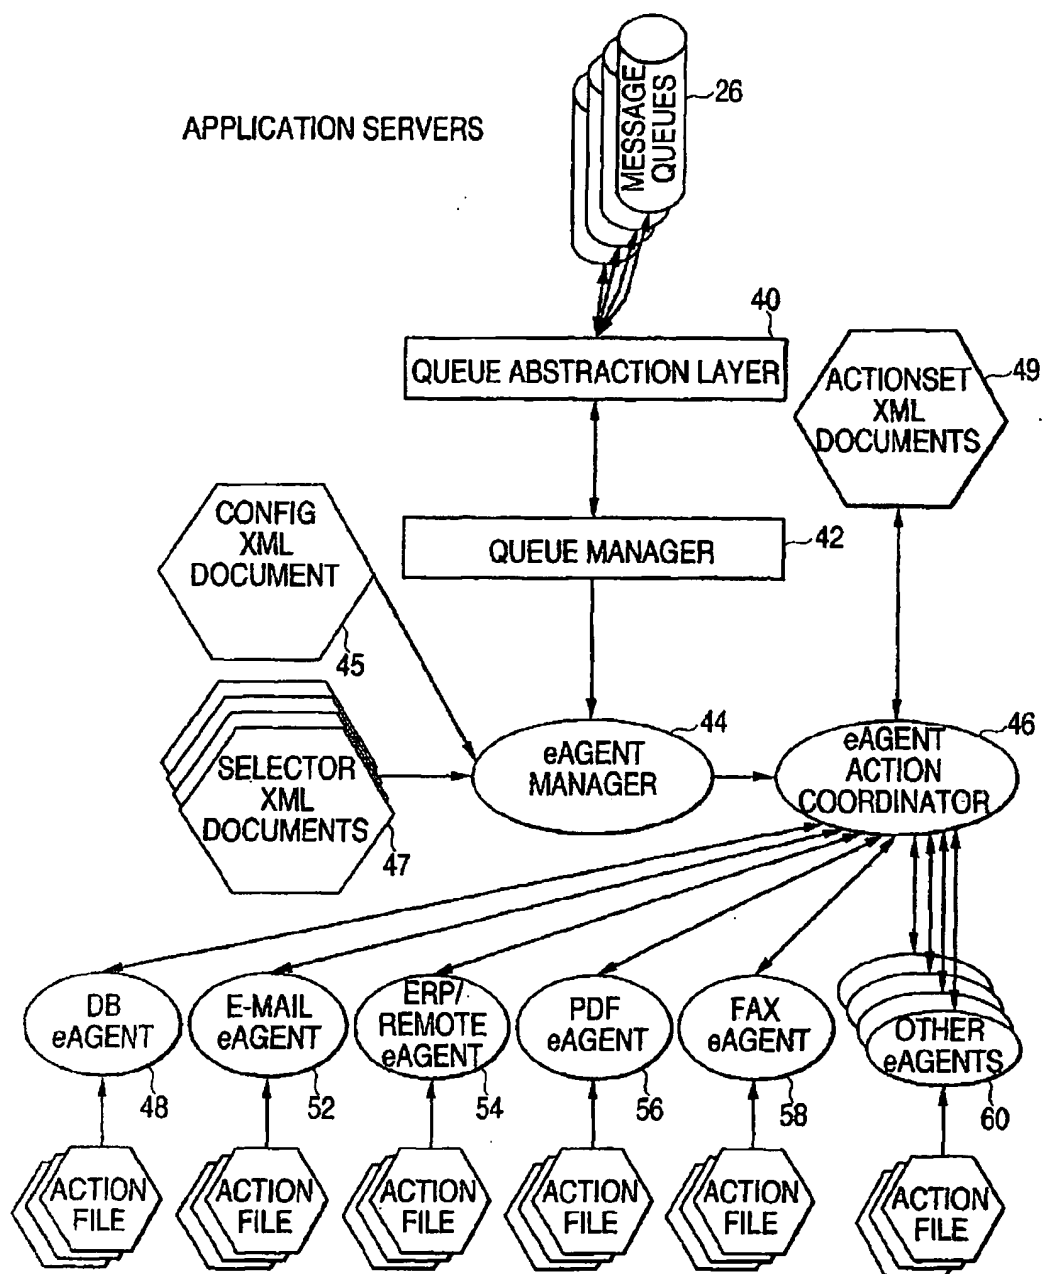 APPLICATION SERVERS
MESSAGE
QUEUES
26
40
QUEUE ABSTRACTION LAYER
49
ACTIONSET
XML
DOCUMENTS
CONFIG
XML
DOCUMENT
45
QUEUE MANAGER
42
SELECTOR
XML
DOCUMENTS
47
44
eAGENT
MANAGER
46
eAGENT
ACTION
COORDINATOR
DB
eAGENT
48
E-MAIL
eAGENT
52
ERP/
REMOTE
eAGENT
54
PDF
eAGENT
56
FAX
eAGENT
58
OTHER
eAGENTS
60
ACTION
FILE
ACTION
FILE
ACTION
FILE
ACTION
FILE
ACTION
FILE
ACTION
FILE